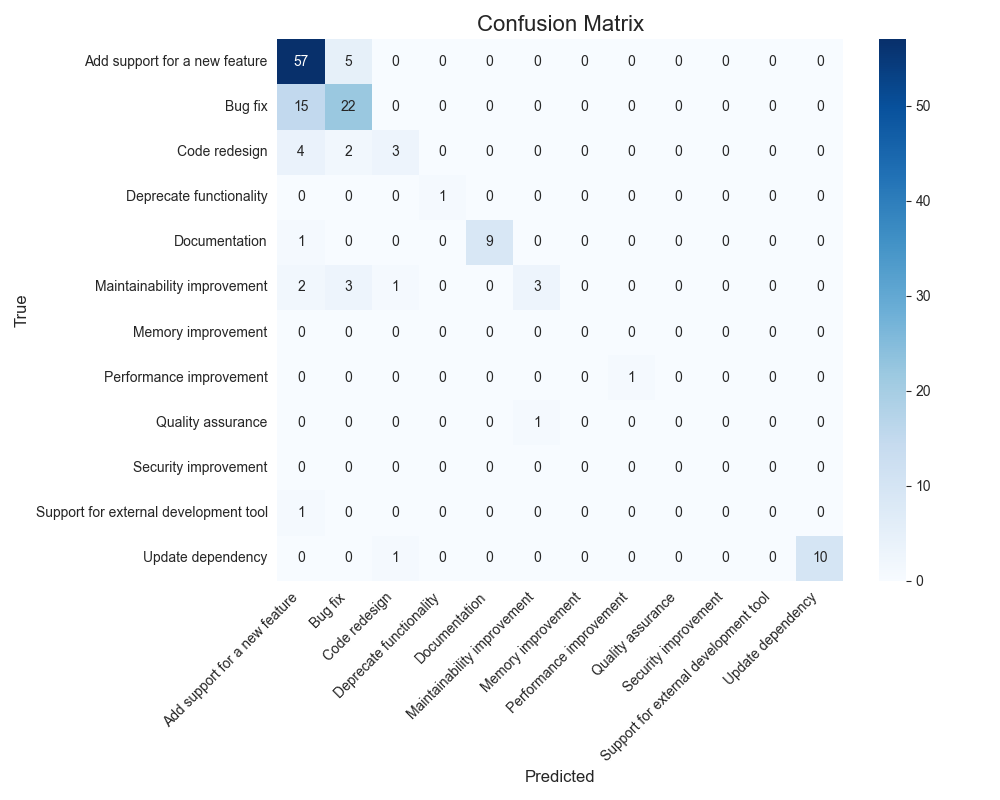 Confusion Matrix
Add support for a new feature 57 5 0 0 0 0 0 0 0 0 0 0
Bug fix 15 22 0 0 0 0 0 0 0 0 0 0
Code redesign 4 2 3 0 0 0 0 0 0 0 0 0
Deprecate functionality 0 0 0 1 0 0 0 0 0 0 0 0
Documentation 1 0 0 0 9 0 0 0 0 0 0 0
Maintainability improvement 2 3 1 0 0 3 0 0 0 0 0 0
Memory improvement 0 0 0 0 0 0 0 0 0 0 0 0
Performance improvement 0 0 0 0 0 0 0 1 0 0 0 0
Quality assurance 0 0 0 0 0 1 0 0 0 0 0 0
Security improvement 0 0 0 0 0 0 0 0 0 0 0 0
Support for external development tool 1 0 0 0 0 0 0 0 0 0 0 0
Update dependency 0 0 1 0 0 0 0 0 0 0 0 10
True
Add support for a new feature
Bug fix
Code redesign
Deprecate functionality
Documentation
Maintainability improvement
Memory improvement
Performance improvement
Quality assurance
Security improvement
Support for external development tool
Update dependency
Predicted
50
40
30
20
10
0